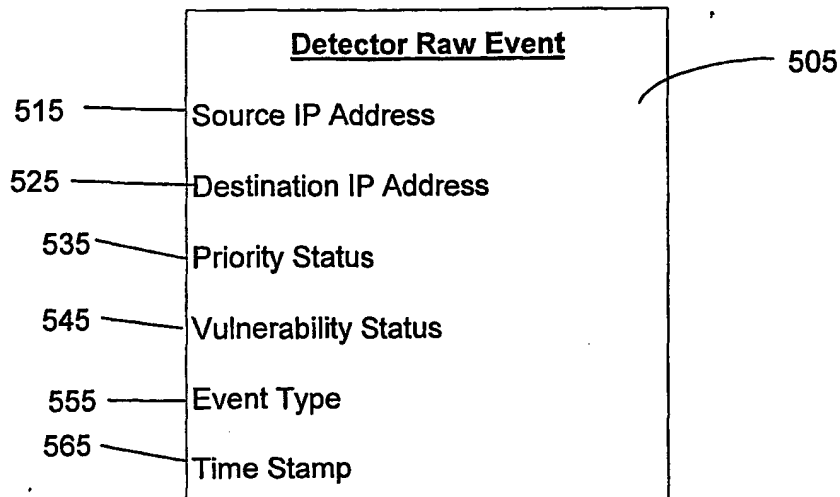 Detector Raw Event
505
515 Source IP Address
525 Destination IP Address
535 Priority Status
545 Vulnerability Status
555 Event Type
565 Time Stamp